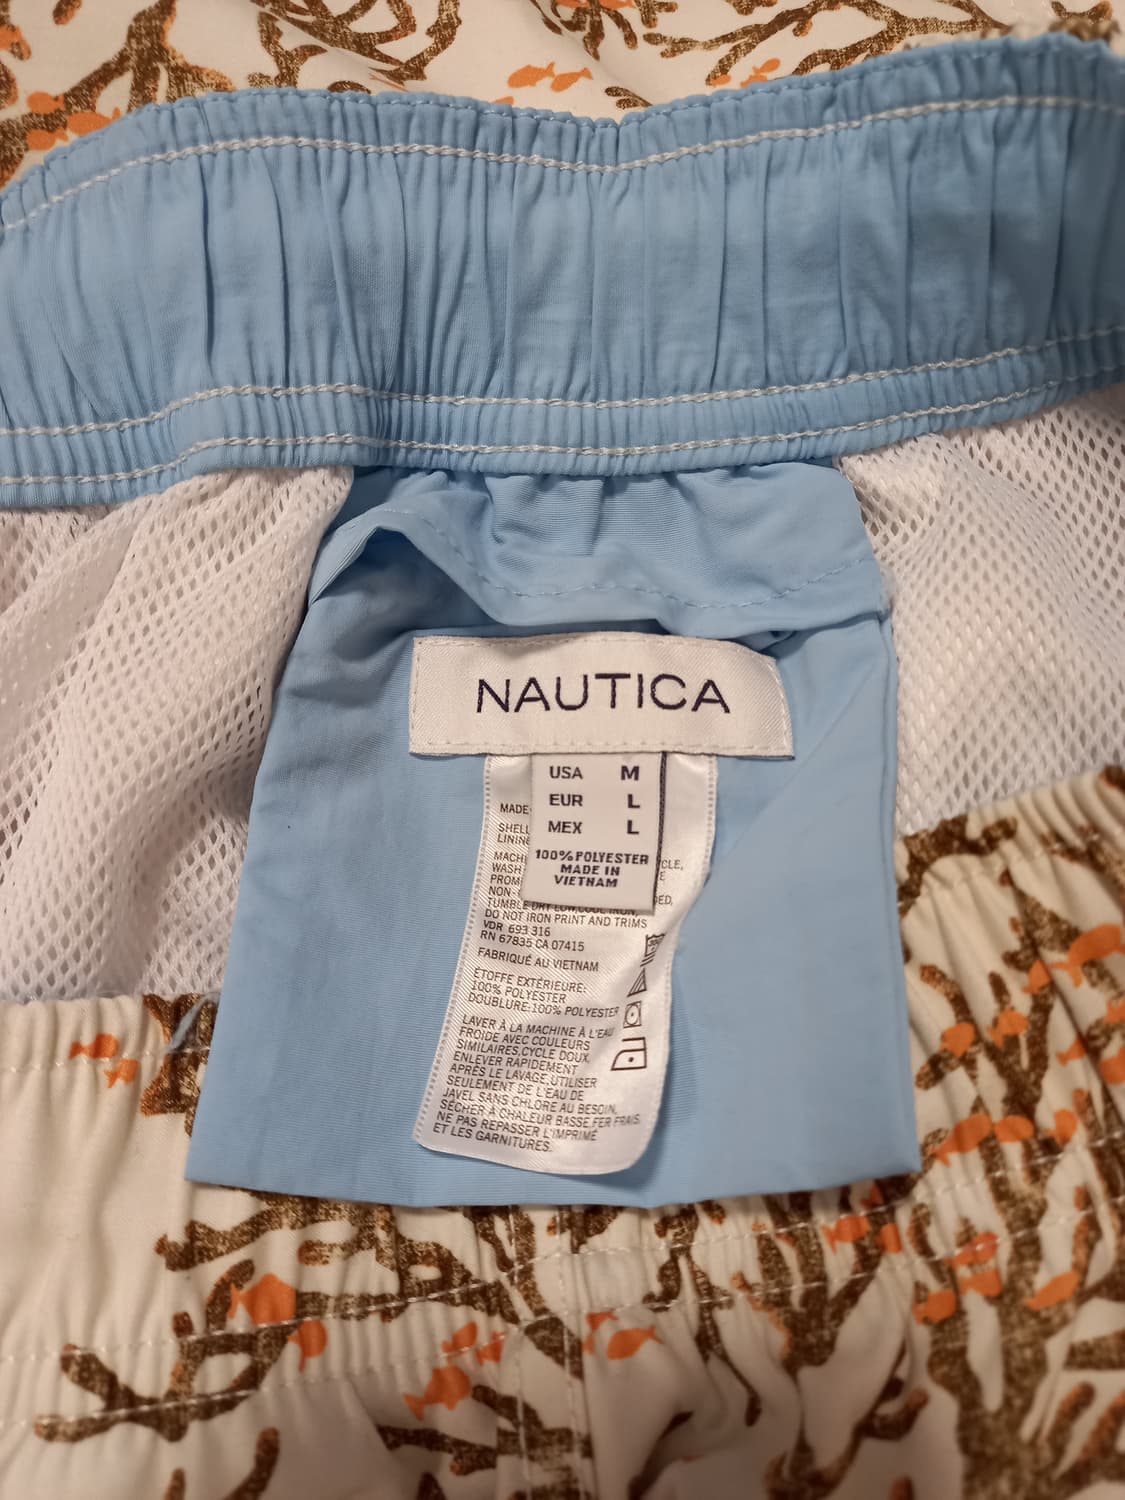 NAUTICA
USA M
EUR L
MEX L
100% POLYESTER
MADE IN
VIETNAM
MADE
SHELL
MACHI CLE,
WASH
NON-
TUMBLE DRY LOW,COOL IRON,
DO NOT IRON PRINT AND TRIMS
VDR 693 316
RN 67835 CA 07415
FABRIQUÉ AU VIETNAM
ÉTOFFE EXTÉRIEURE:
100% POLYESTER
DOUBLURE:100% POLYESTER
LAVER À LA MACHINE À L'EAU
FROIDE AVEC COULEURS
SIMILAIRES,CYCLE DOUX,
ENLEVER RAPIDEMENT
APRÈS LE LAVAGE,UTILISER
SEULEMENT DE L'EAU DE
JAVEL SANS CHLORE AU BESOIN,
SÉCHER À CHALEUR BASSE,FER FRAIS
NE PAS REPASSER L'IMPRIMÉ
ET LES GARNITURES.